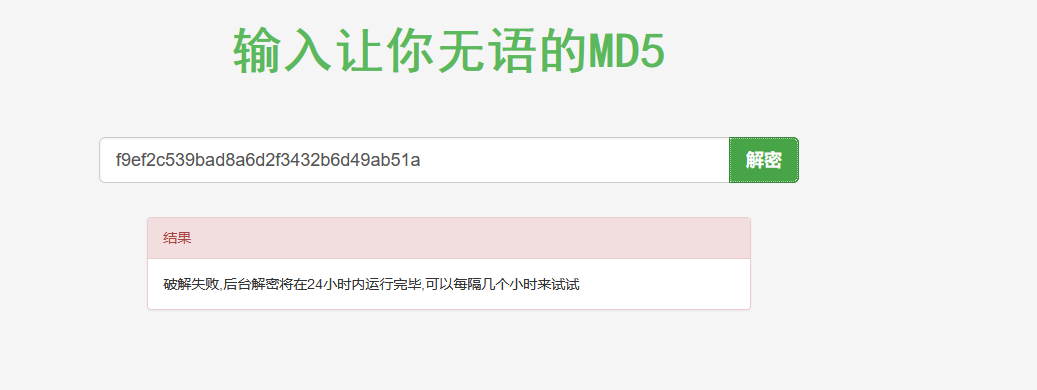 输入让你无语的MD5
f9ef2c539bad8a6d2f3432b6d49ab51a
解密
结果
破解失败,后台解密将在24小时内运行完毕,可以每隔几个小时来试试